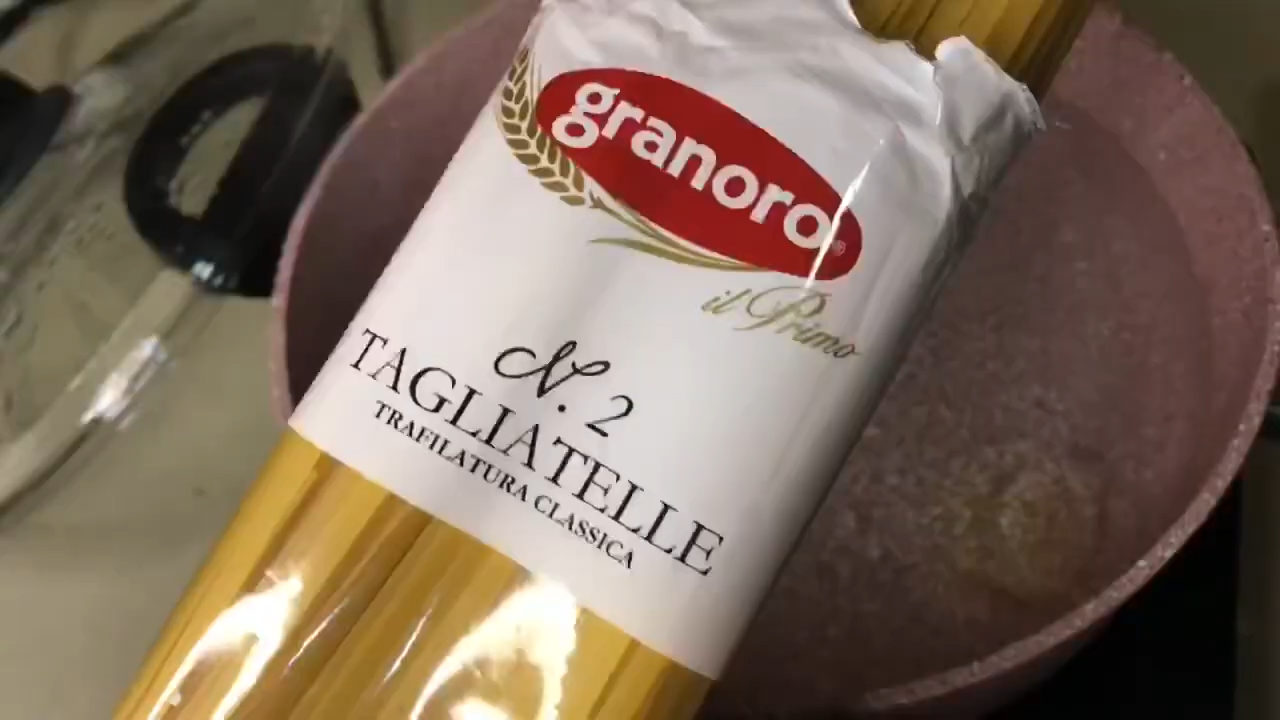 granoro®
il Primo
N. 2
TAGLIATELLE
TRAFILATURA CLASSICA